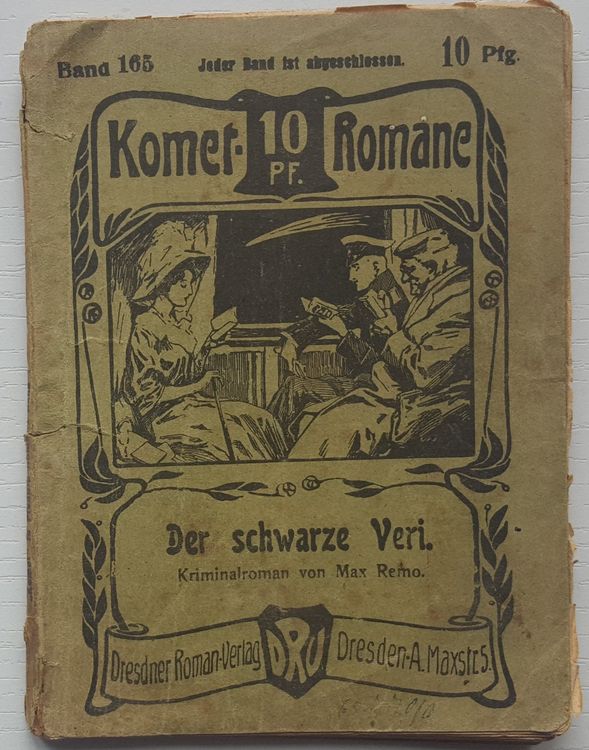 Band 165 Jeder Band ist abgeschlossen. 10 Pfg.
Komet- 10 PF. Romane
Der schwarze Veri.
Kriminalroman von Max Remo.
Dresdner Roman-Verlag DRV Dresden-A. Maxstr. 5.